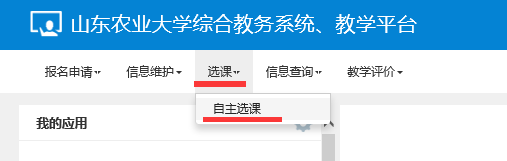 山东农业大学综合教务系统、教学平台
报名申请 信息维护 选课 信息查询 教学评价
自主选课
我的应用